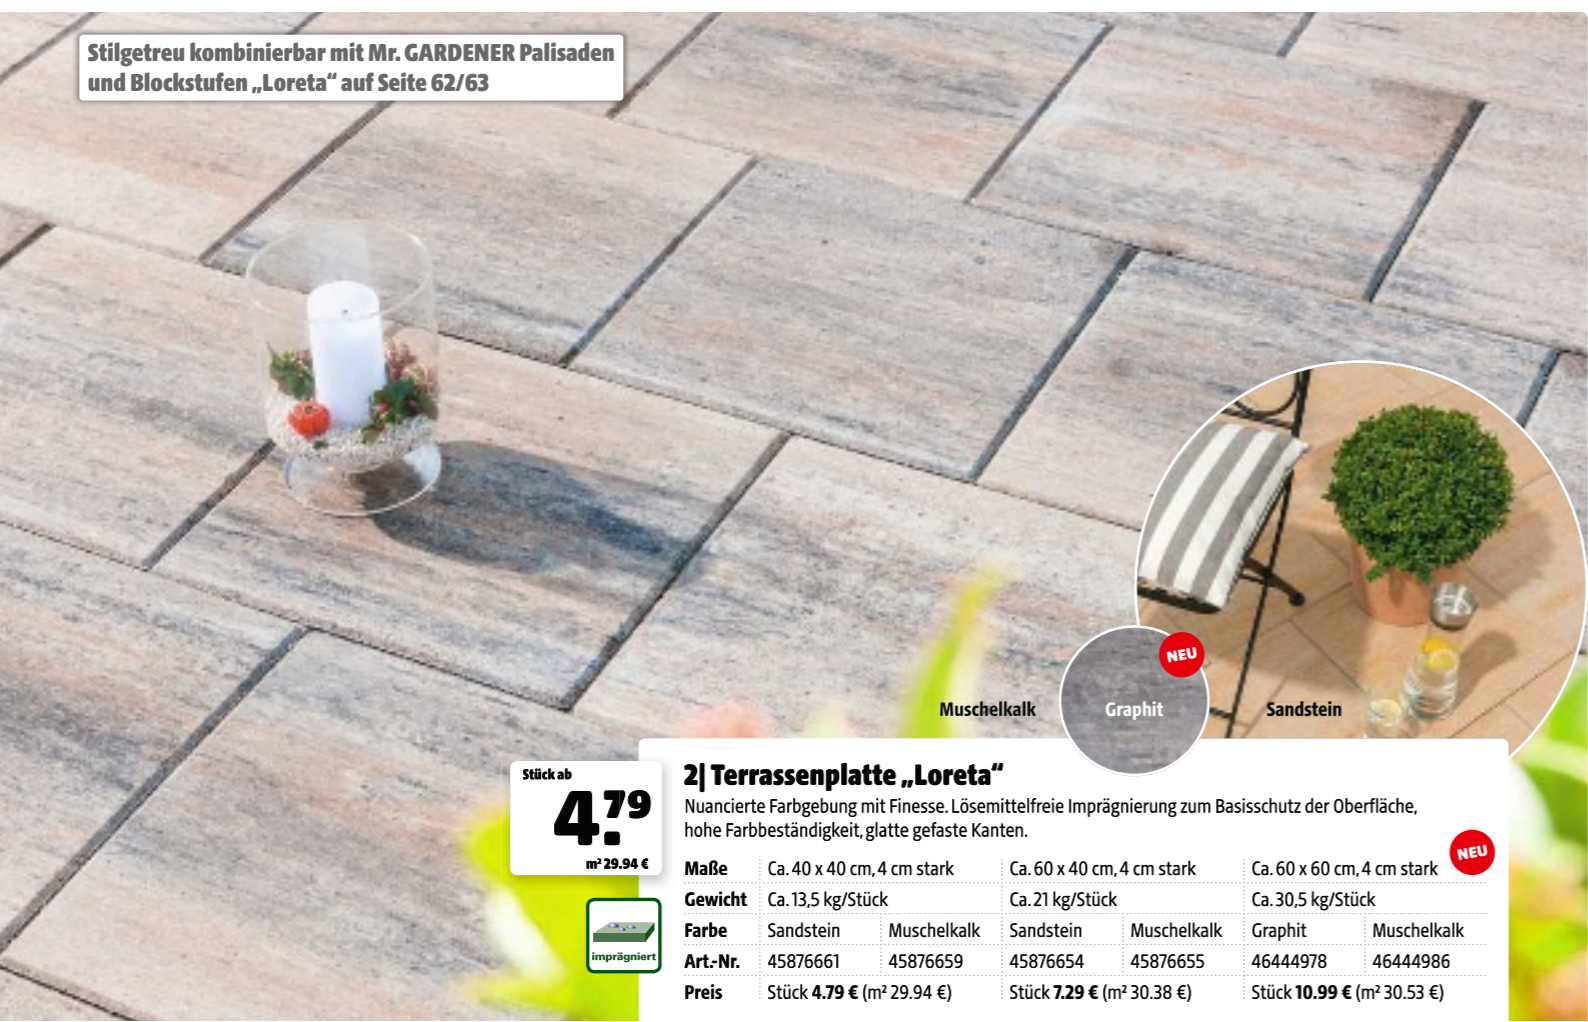 Stilgetreu kombinierbar mit Mr. GARDENER Palisaden
und Blockstufen „Loreta“ auf Seite 62/63
NEU
Muschelkalk
Graphit
Sandstein
Stück ab
4.79
m² 29.94 €
imprägniert
2| Terrassenplatte „Loreta“
Nuancierte Farbgebung mit Finesse. Lösemittelfreie Imprägnierung zum Basisschutz der Oberfläche,
hohe Farbbeständigkeit, glatte gefaste Kanten.
NEU
Maße Ca. 40 x 40 cm, 4 cm stark Ca. 60 x 40 cm, 4 cm stark Ca. 60 x 60 cm, 4 cm stark
Gewicht Ca. 13,5 kg/Stück Ca. 21 kg/Stück Ca. 30,5 kg/Stück
Farbe Sandstein Muschelkalk Sandstein Muschelkalk Graphit Muschelkalk
Art.-Nr. 45876661 45876659 45876654 45876655 46444978 46444986
Preis Stück 4.79 € (m² 29.94 €) Stück 7.29 € (m² 30.38 €) Stück 10.99 € (m² 30.53 €)